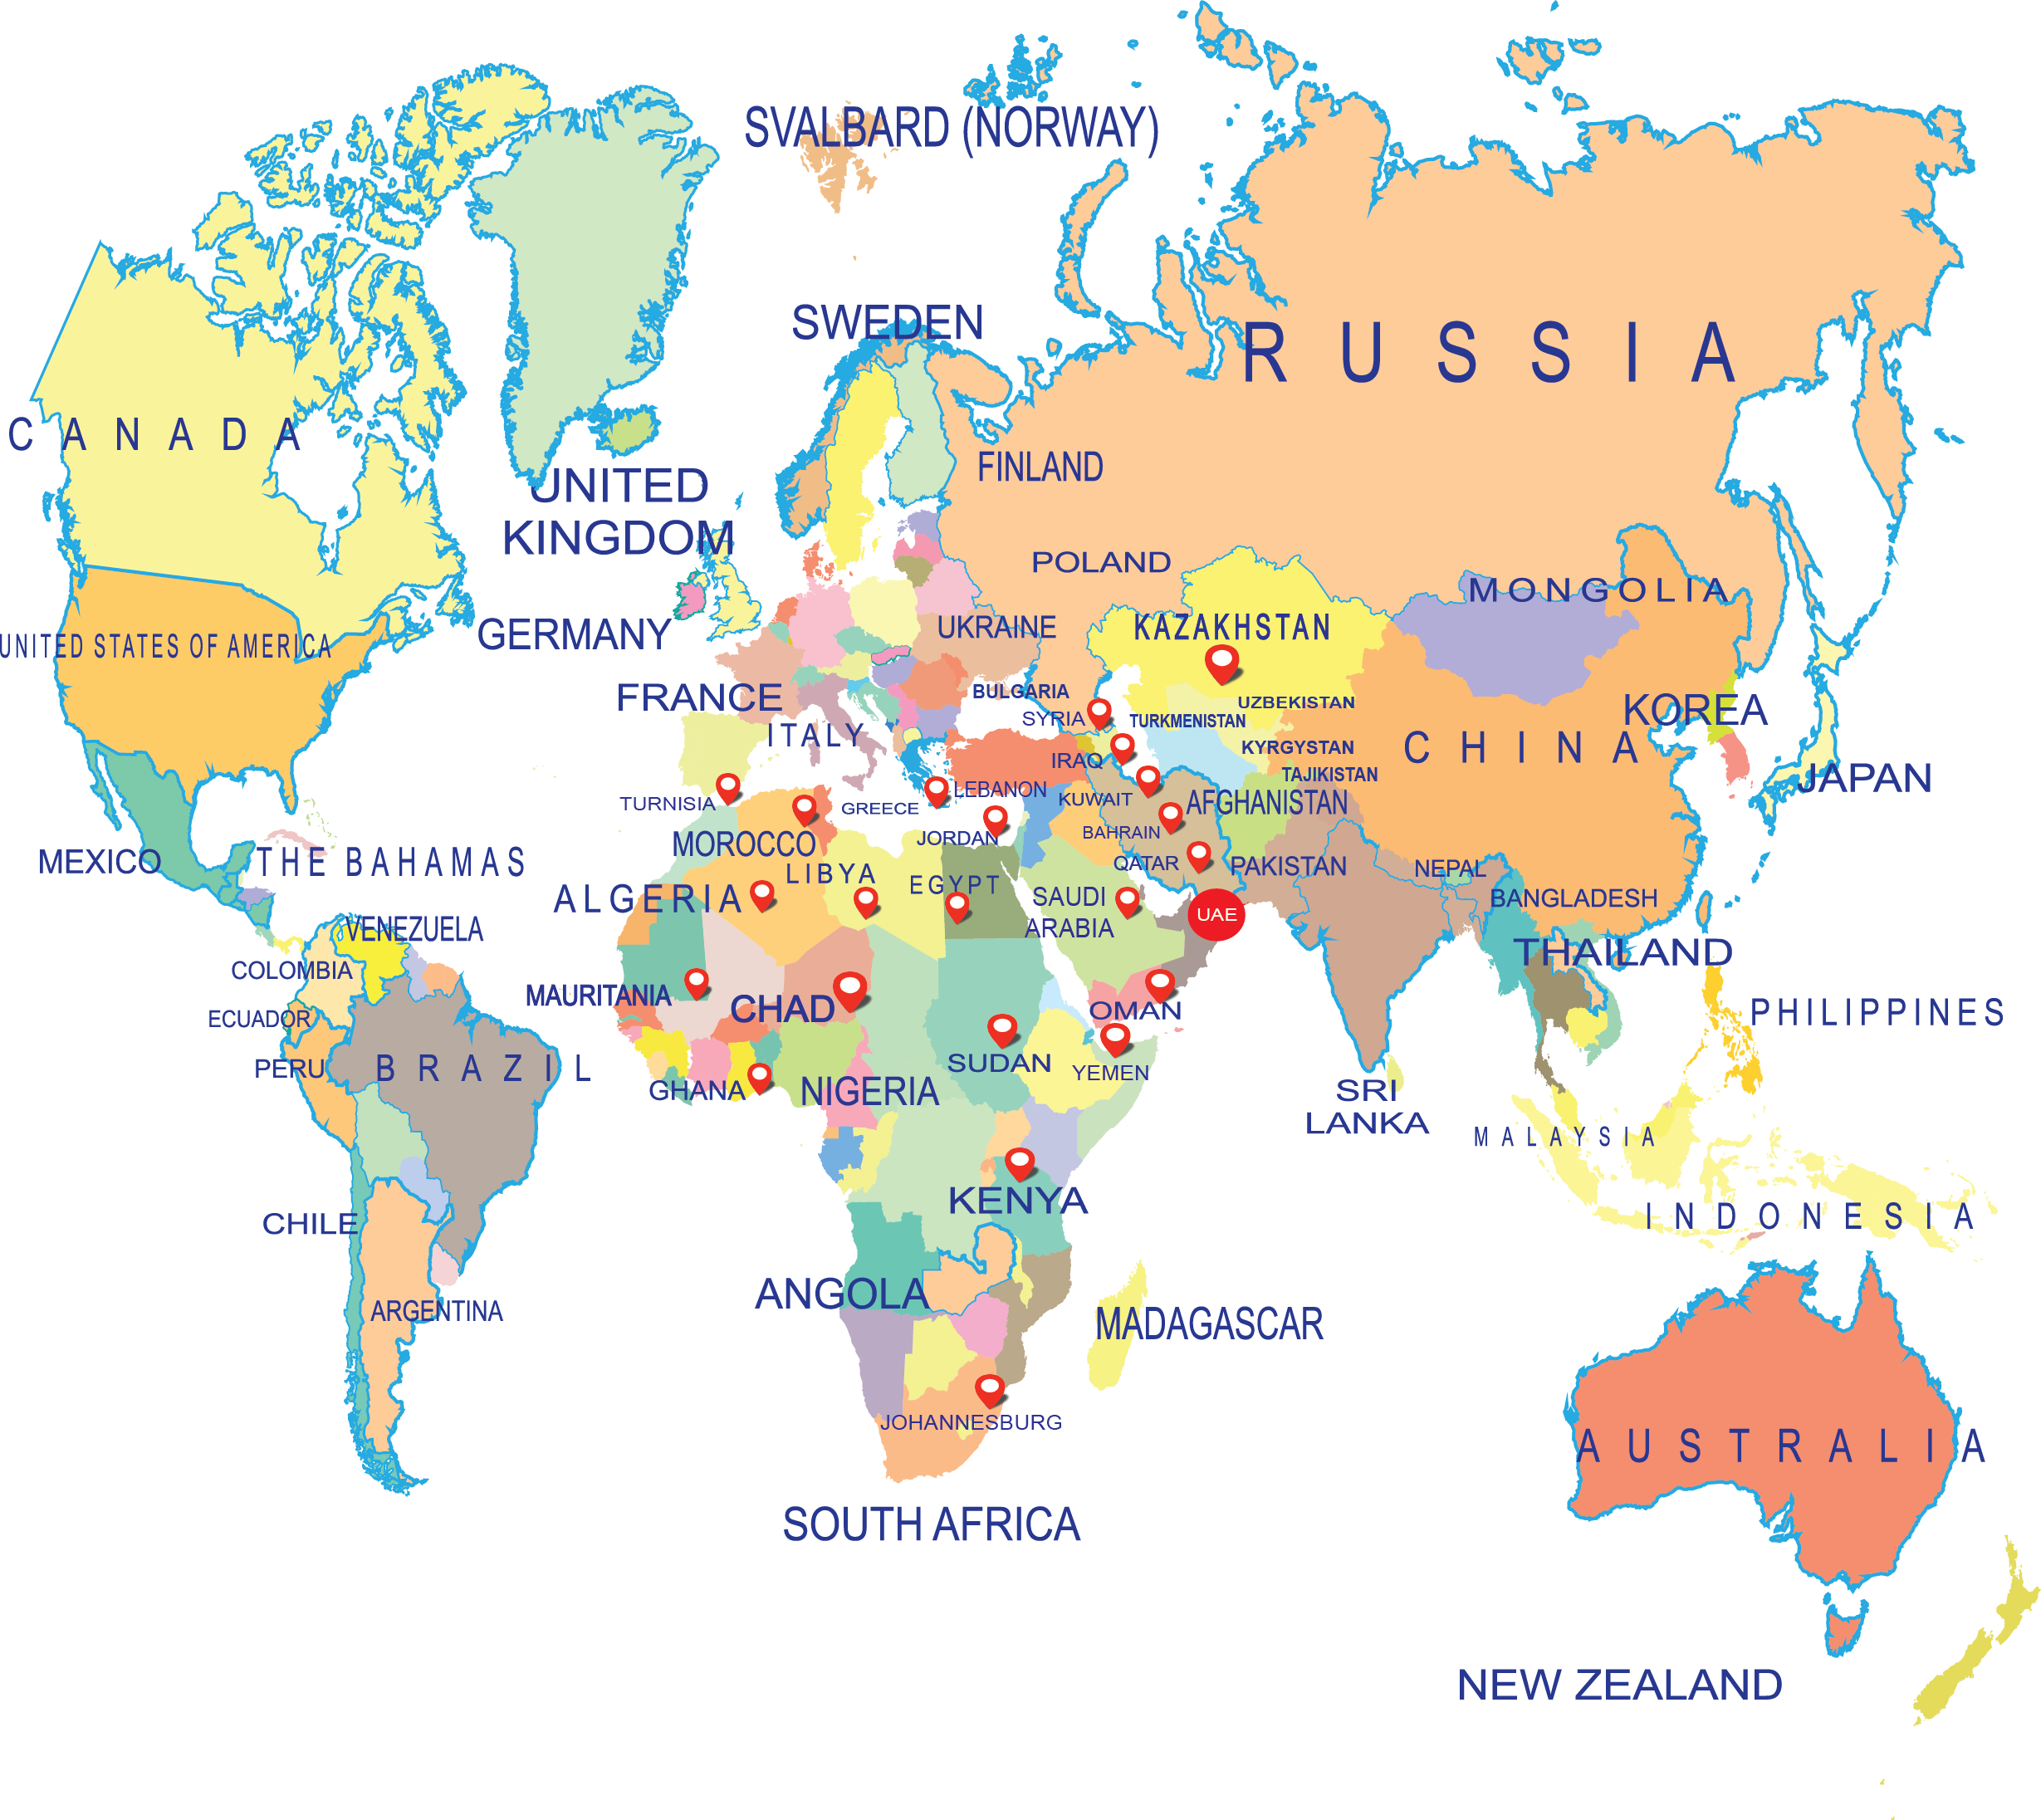 SVALBARD (NORWAY)
SWEDEN
RUSSIA
CANADA
FINLAND
UNITED
KINGDOM
POLAND
MONGOLIA
UNITED STATES OF AMERICA
GERMANY
UKRAINE
KAZAKHSTAN
FRANCE
BULGARIA
UZBEKISTAN
KOREA
SYRIA
TURKMENISTAN
ITALY
KYRGYSTAN
CHINA
IRAQ
TAJIKISTAN
JAPAN
TURNISIA
GREECE
LEBANON
KUWAIT
AFGHANISTAN
MOROCCO
JORDAN
BAHRAIN
MEXICO
THE BAHAMAS
LIBYA
EGYPT
QATAR
PAKISTAN
NEPAL
ALGERIA
SAUDI
ARABIA
UAE
BANGLADESH
VENEZUELA
THAILAND
COLOMBIA
MAURITANIA
CHAD
OMAN
PHILIPPINES
ECUADOR
PERU
BRAZIL
GHANA
NIGERIA
SUDAN
YEMEN
SRI
LANKA
MALAYSIA
KENYA
INDONESIA
CHILE
ANGOLA
ARGENTINA
MADAGASCAR
JOHANNESBURG
AUSTRALIA
SOUTH AFRICA
NEW ZEALAND